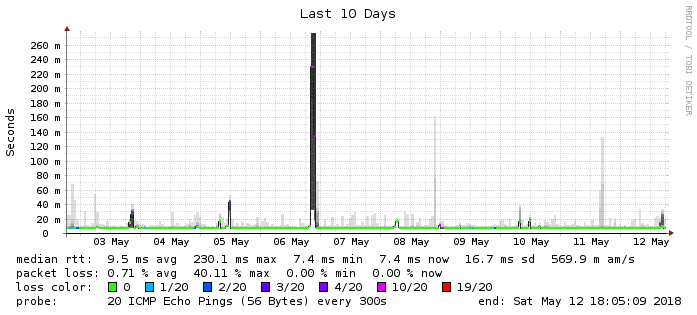 Last 10 Days
RRDTOOL / TOBI OETIKER
Seconds
260 m
240 m
220 m
200 m
180 m
160 m
140 m
120 m
100 m
80 m
60 m
40 m
20 m
0
03 May 04 May 05 May 06 May 07 May 08 May 09 May 10 May 11 May 12 May
median rtt: 9.5 ms avg 230.1 ms max 7.4 ms min 7.4 ms now 16.7 ms sd 569.9 m am/s
packet loss: 0.71 % avg 40.11 % max 0.00 % min 0.00 % now
loss color: 0 1/20 2/20 3/20 4/20 10/20 19/20
probe: 20 ICMP Echo Pings (56 Bytes) every 300s end: Sat May 12 18:05:09 2018